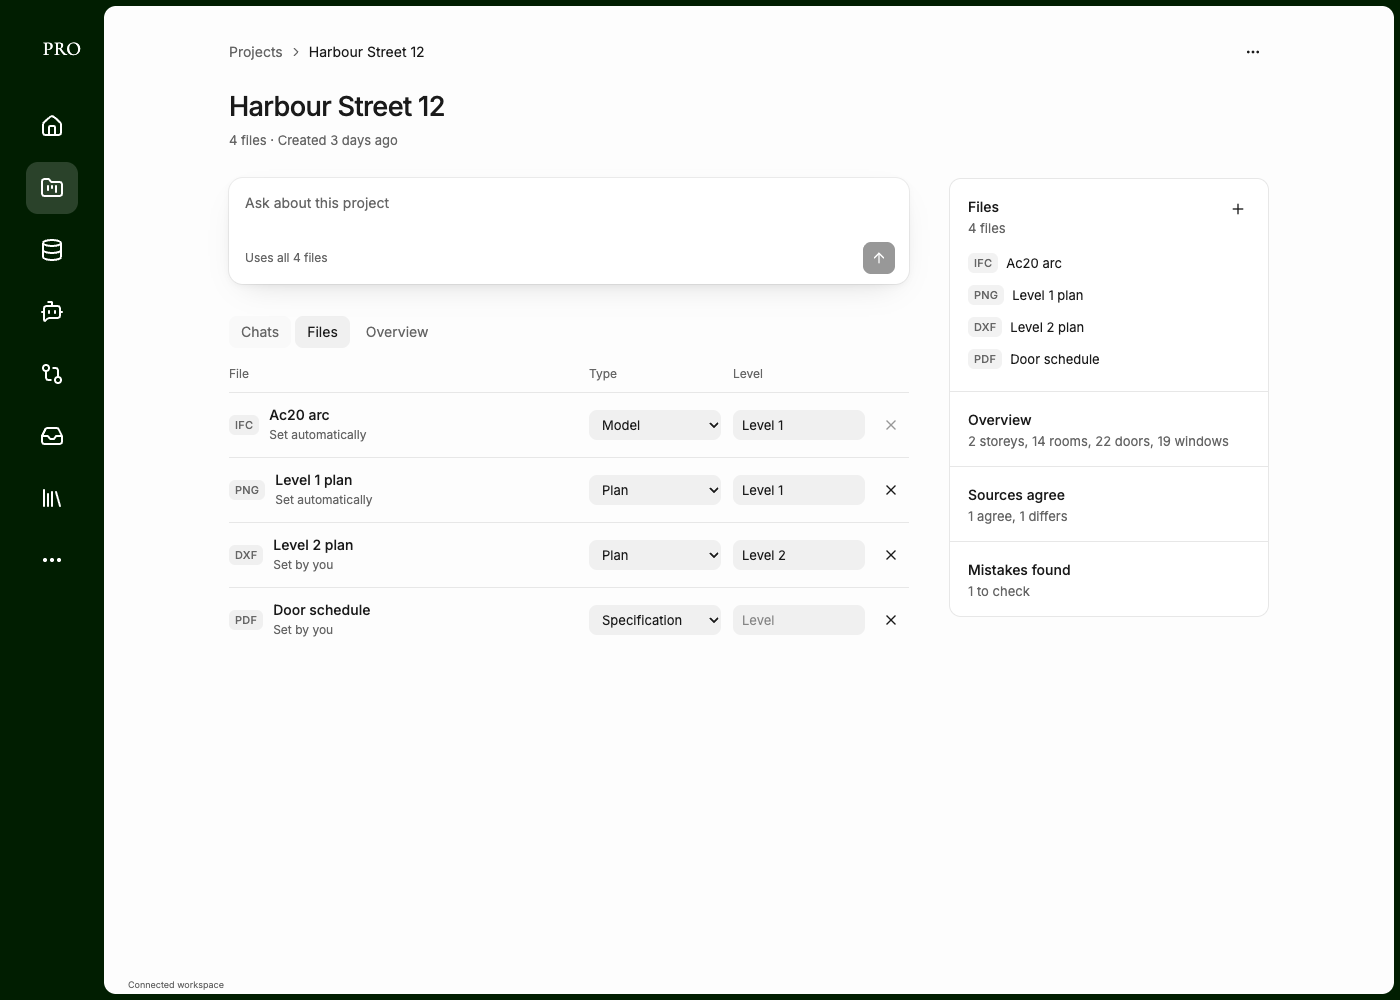 PRO
Projects > Harbour Street 12
Harbour Street 12
4 files · Created 3 days ago
Ask about this project
Uses all 4 files
Chats Files Overview
File Type Level
IFC Ac20 arc Model Level 1
Set automatically
PNG Level 1 plan Plan Level 1
Set automatically
DXF Level 2 plan Plan Level 2
Set by you
PDF Door schedule Specification Level
Set by you
Files
4 files
IFC Ac20 arc
PNG Level 1 plan
DXF Level 2 plan
PDF Door schedule
Overview
2 storeys, 14 rooms, 22 doors, 19 windows
Sources agree
1 agree, 1 differs
Mistakes found
1 to check
Connected workspace